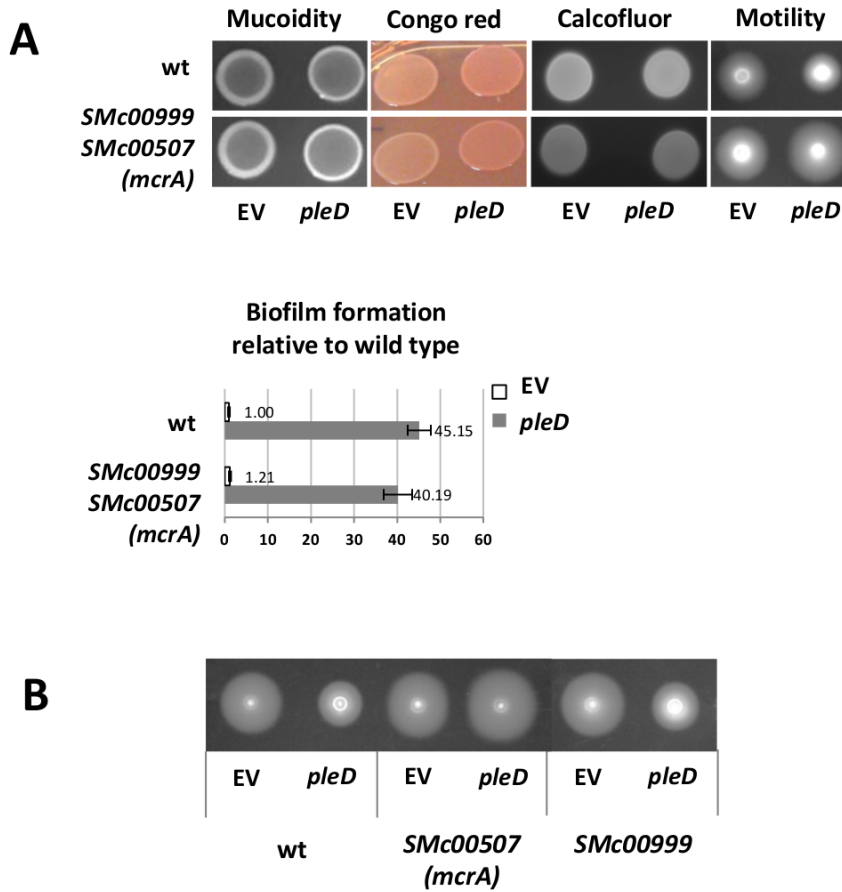 A
Mucoidity Congo red Calcofluor Motility
wt
SMc00999
SMc00507
(mcrA)
EV pleD EV pleD EV pleD EV pleD
Biofilm formation
relative to wild type
EV
pleD
wt
1.00
45.15
SMc00999
SMc00507
(mcrA)
1.21
40.19
0 10 20 30 40 50 60
B
EV pleD EV pleD EV pleD
wt SMc00507 SMc00999
(mcrA)